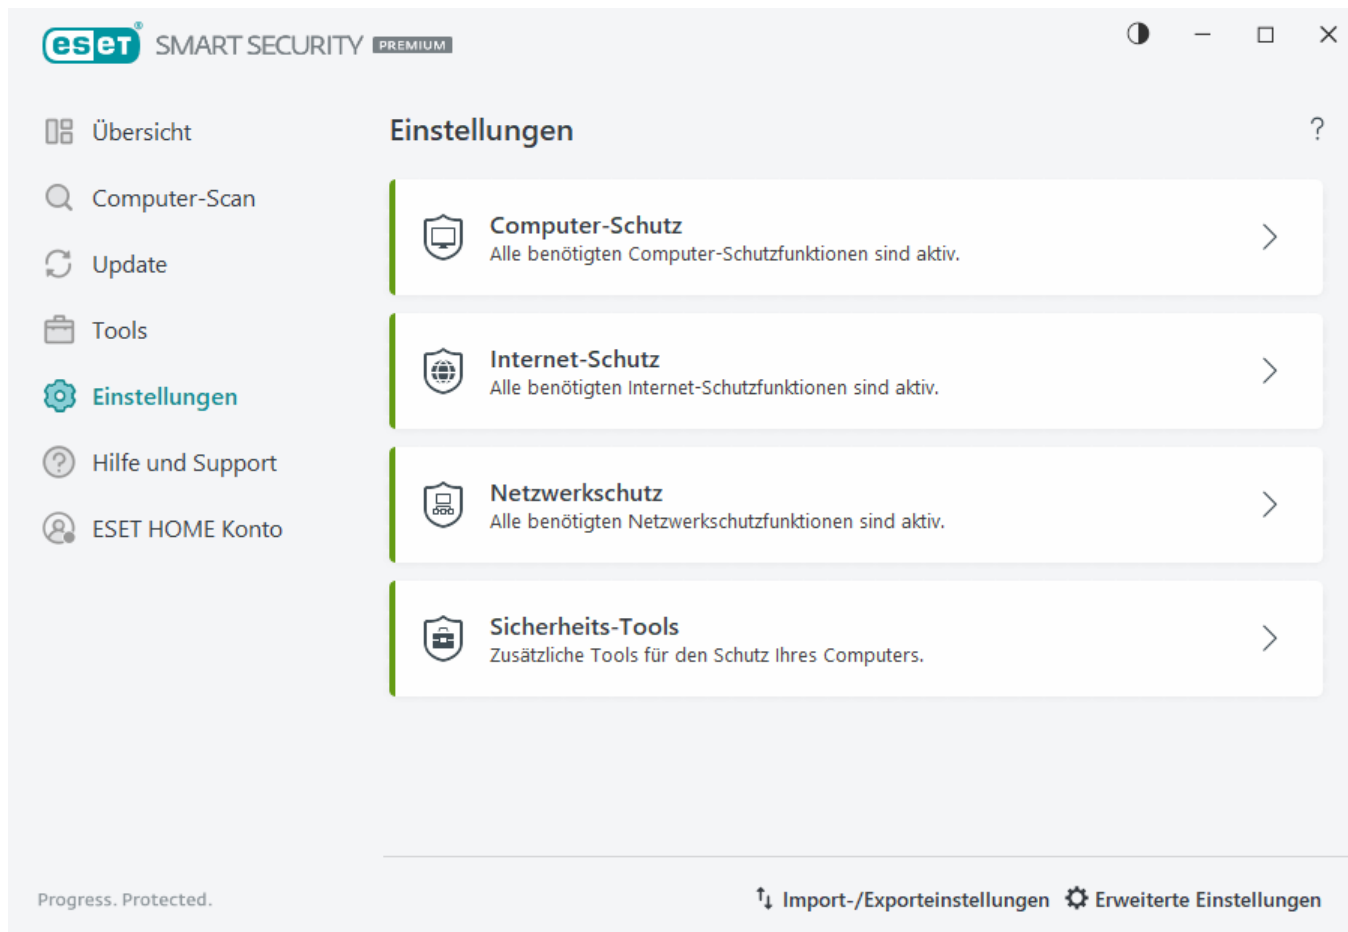 eset® SMART SECURITY PREMIUM
Übersicht
Computer-Scan
Update
Tools
Einstellungen
Hilfe und Support
ESET HOME Konto
Einstellungen
?
Computer-Schutz
Alle benötigten Computer-Schutzfunktionen sind aktiv.
Internet-Schutz
Alle benötigten Internet-Schutzfunktionen sind aktiv.
Netzwerkschutz
Alle benötigten Netzwerkschutzfunktionen sind aktiv.
Sicherheits-Tools
Zusätzliche Tools für den Schutz Ihres Computers.
Progress. Protected.
Import-/Exporteinstellungen
Erweiterte Einstellungen